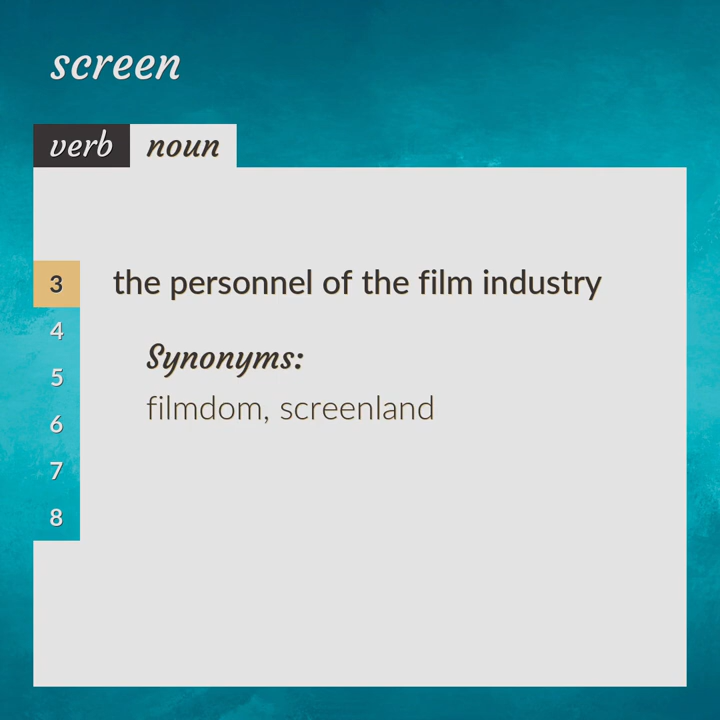 screen
verb noun
3 the personnel of the film industry
4
Synonyms:
5
filmdom, screenland
6
7
8